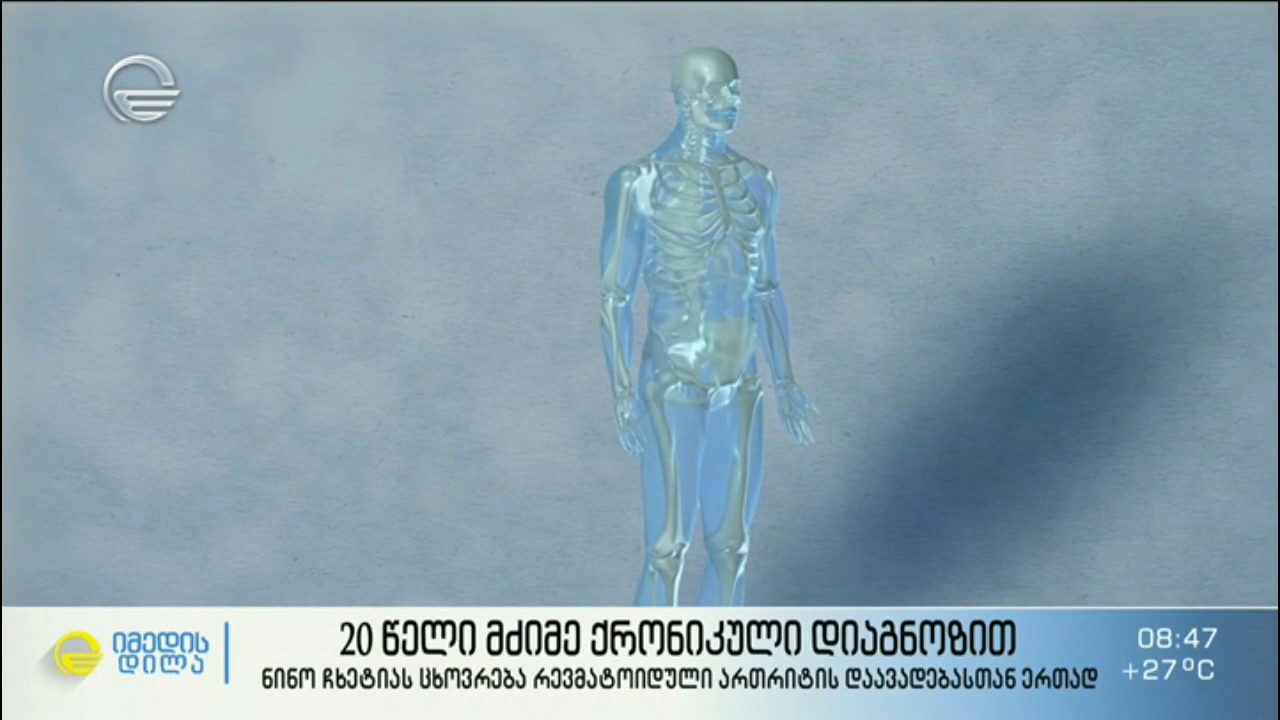 20 წელი მძიმე ქრონიკული დიაგნოზით
ნინო ჩხეტიას ცხოვრება რევმატოიდული ართრიტის დაავადებასთან ერთად
იმედის
დილა
08:47
+27°C